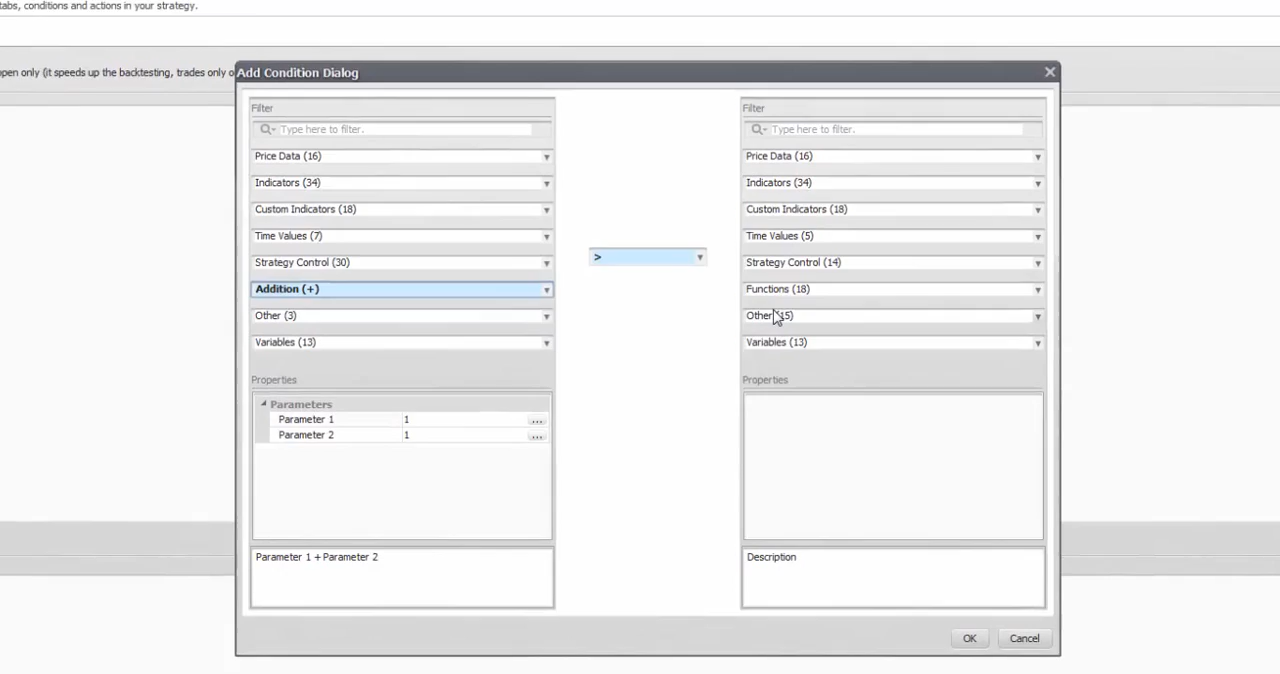 tabs, conditions and actions in your strategy.
pen only (it speeds up the backtesting, trades only o
Add Condition Dialog
Filter
Type here to filter.
Price Data (16)
Indicators (34)
Custom Indicators (18)
Time Values (7)
Strategy Control (30)
Addition (+)
Other (3)
Variables (13)
Properties
Parameters
Parameter 1 1 ...
Parameter 2 1 ...
Parameter 1 + Parameter 2
>
Filter
Type here to filter.
Price Data (16)
Indicators (34)
Custom Indicators (18)
Time Values (5)
Strategy Control (14)
Functions (18)
Other (15)
Variables (13)
Properties
Description
OK
Cancel